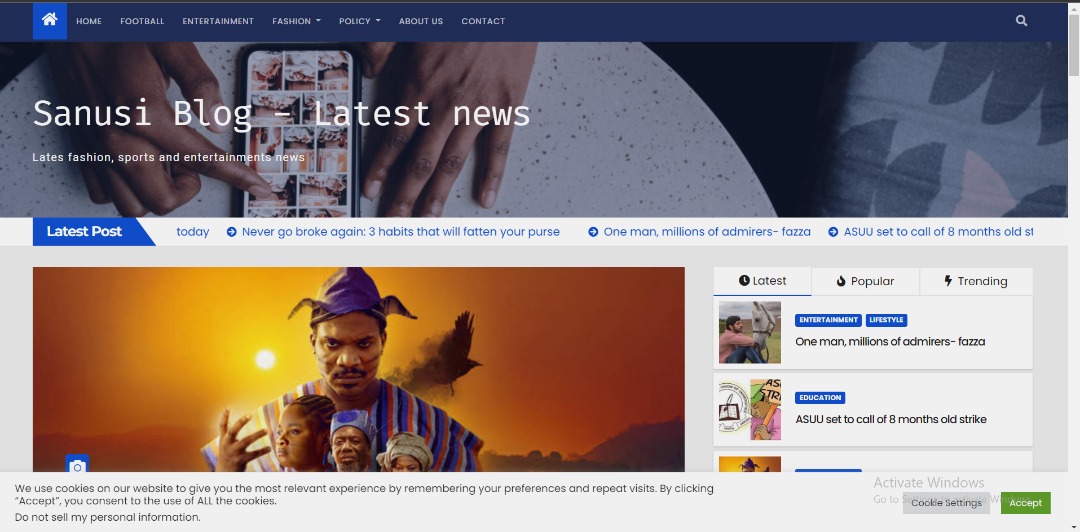 HOME FOOTBALL ENTERTAINMENT FASHION POLICY ABOUT US CONTACT
Sanusi Blog – Latest news
Lates fashion, sports and entertainments news
Latest Post today Never go broke again: 3 habits that will fatten your purse One man, millions of admirers- fazza ASUU set to call of 8 months old st
Latest Popular Trending
ENTERTAINMENT LIFESTYLE
One man, millions of admirers- fazza
EDUCATION
ASUU set to call of 8 months old strike
We use cookies on our website to give you the most relevant experience by remembering your preferences and repeat visits. By clicking
“Accept”, you consent to the use of ALL the cookies.
Do not sell my personal information.
Activate Windows
Cookie Settings
Accept